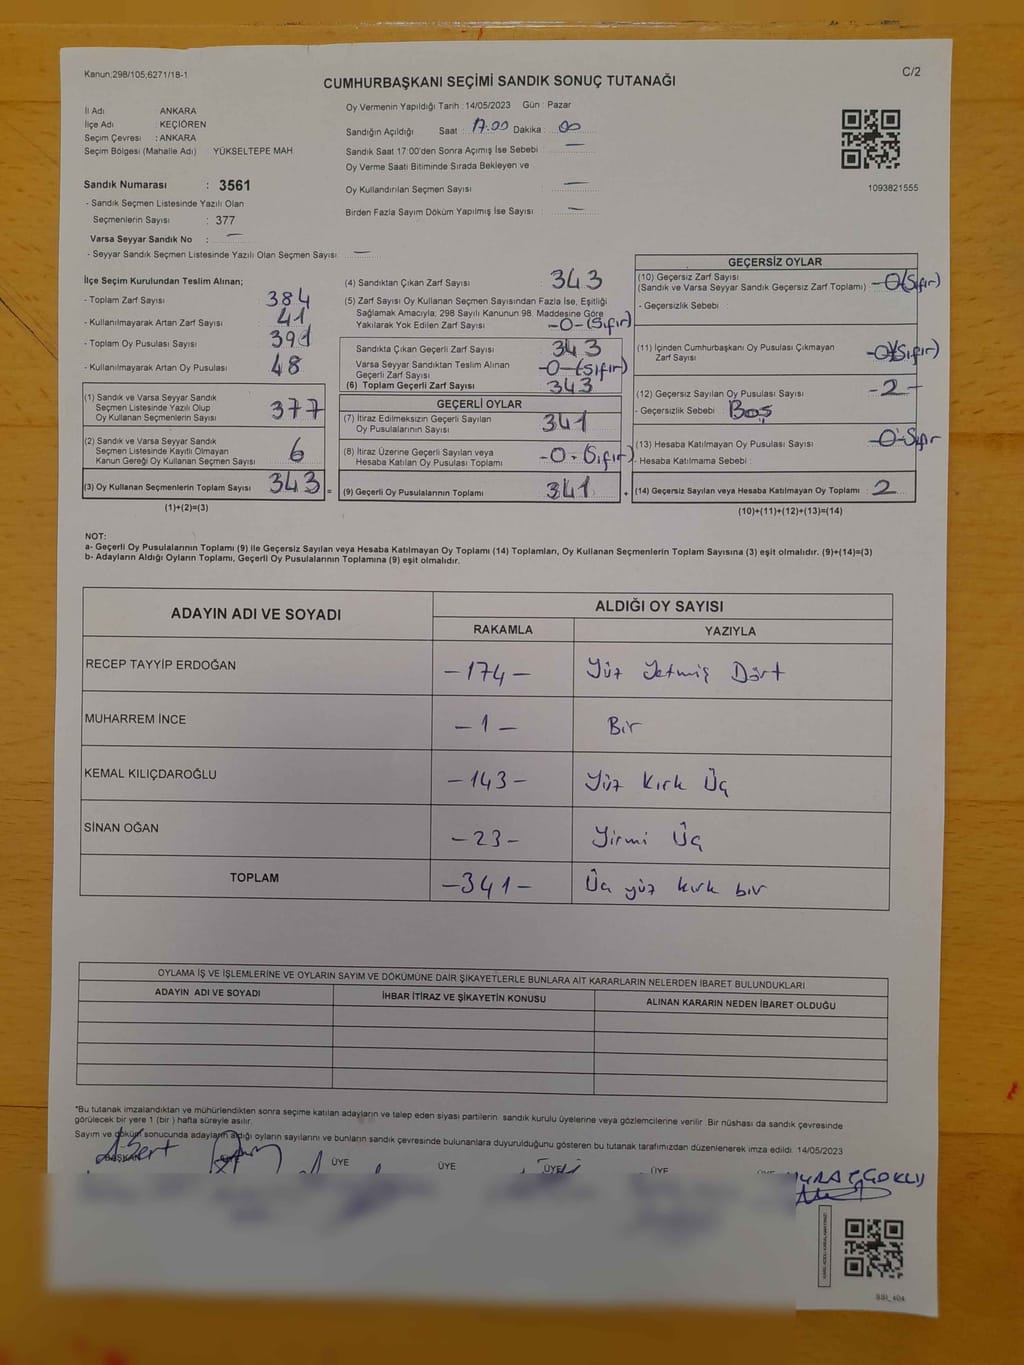 Kanun;298/105;6271/18-1
C/2
CUMHURBAŞKANI SEÇİMİ SANDIK SONUÇ TUTANAĞI
İl Adı ANKARA
İlçe Adı : KEÇİÖREN
Seçim Çevresi : ANKARA
Seçim Bölgesi (Mahalle Adı) YÜKSELTEPE MAH
Sandık Numarası : 3561
- Sandık Seçmen Listesinde Yazılı Olan
Seçmenlerin Sayısı : 377
Varsa Seyyar Sandık No : —
- Seyyar Sandık Seçmen Listesinde Yazılı Olan Seçmen Sayısı —
Oy Vermenin Yapıldığı Tarih : 14/05/2023 Gün : Pazar
Sandığın Açıldığı Saat : 17:00 Dakika : 00
Sandık Saat 17:00'den Sonra Açımış İse Sebebi : —
Oy Verme Saati Bitiminde Sırada Bekleyen ve
Oy Kullandırılan Seçmen Sayısı : —
Birden Fazla Sayım Döküm Yapılmış İse Sayısı : —
1093821555
İlçe Seçim Kurulundan Teslim Alınan;
- Toplam Zarf Sayısı : 384
- Kullanılmayarak Artan Zarf Sayısı : 41
- Toplam Oy Pusulası Sayısı : 391
- Kullanılmayarak Artan Oy Pusulası : 48
(1) Sandık ve Varsa Seyyar Sandık
Seçmen Listesinde Yazılı Olup
Oy Kullanan Seçmenlerin Sayısı 377
(2) Sandık ve Varsa Seyyar Sandık
Seçmen Listesinde Kayıtlı Olmayan
Kanun Gereği Oy Kullanan Seçmen Sayısı 6
(3) Oy Kullanan Seçmenlerin Toplam Sayısı 343 =
(1)+(2)=(3)
(4) Sandıktan Çıkan Zarf Sayısı 343
(5) Zarf Sayısı Oy Kullanan Seçmen Sayısından Fazla İse, Eşitliği
Sağlamak Amacıyla, 298 Sayılı Kanunun 98. Maddesine Göre
Yakılarak Yok Edilen Zarf Sayısı -0-(Sıfır)
Sandıkta Çıkan Geçerli Zarf Sayısı 343
Varsa Seyyar Sandıktan Teslim Alınan
Geçerli Zarf Sayısı -0-(Sıfır)
(6) Toplam Geçerli Zarf Sayısı 343
GEÇERLİ OYLAR
(7) İtiraz Edilmeksizin Geçerli Sayılan
Oy Pusulalarının Sayısı 341
(8) İtiraz Üzerine Geçerli Sayılan veya
Hesaba Katılan Oy Pusulası Toplamı -0-(Sıfır)
(9) Geçerli Oy Pusulalarının Toplamı 341 +
GEÇERSİZ OYLAR
(10) Geçersiz Zarf Sayısı
(Sandık ve Varsa Seyyar Sandık Geçersiz Zarf Toplamı) -0(Sıfır)
- Geçersizlik Sebebi :
(11) İçinden Cumhurbaşkanı Oy Pusulası Çıkmayan
Zarf Sayısı -0(Sıfır)
(12) Geçersiz Sayılan Oy Pusulası Sayısı -2-
- Geçersizlik Sebebi : Boş
(13) Hesaba Katılmayan Oy Pusulası Sayısı -0-Sıfır
- Hesaba Katılmama Sebebi :
(14) Geçersiz Sayılan veya Hesaba Katılmayan Oy Toplamı : 2
(10)+(11)+(12)+(13)=(14)
NOT:
a- Geçerli Oy Pusulalarının Toplamı (9) ile Geçersiz Sayılan veya Hesaba Katılmayan Oy Toplamı (14) Toplamları, Oy Kullanan Seçmenlerin Toplam Sayısına (3) eşit olmalıdır. (9)+(14)=(3)
b- Adayların Aldığı Oyların Toplamı, Geçerli Oy Pusulalarının Toplamına (9) eşit olmalıdır.
ADAYIN ADI VE SOYADI ALDIĞI OY SAYISI
RAKAMLA YAZIYLA
RECEP TAYYİP ERDOĞAN -174- Yüz Yetmiş Dört
MUHARREM İNCE -1- Bir
KEMAL KILIÇDAROĞLU -143- Yüz Kırk Üç
SİNAN OĞAN -23- Yirmi Üç
TOPLAM -341- Üç yüz kırk bir
OYLAMA İŞ VE İŞLEMLERİNE VE OYLARIN SAYIM VE DÖKÜMÜNE DAİR ŞİKAYETLERLE BUNLARA AİT KARARLARIN NELERDEN İBARET BULUNDUKLARI
ADAYIN ADI VE SOYADI İHBAR İTİRAZ VE ŞİKAYETİN KONUSU ALINAN KARARIN NEDEN İBARET OLDUĞU
*Bu tutanak imzalandıktan ve mühürlendikten sonra seçime katılan adayların ve talep eden siyasi partilerin sandık kurulu üyelerine veya gözlemcilerine verilir. Bir nüshası da sandık çevresinde
görülecek bir yere 1 (bir) hafta süreyle asılır.
Sayım ve döküm sonucunda adayların aldığı oyların sayılarını ve bunların sandık çevresinde bulunanlara duyurulduğunu gösteren bu tutanak tarafımızdan düzenlenerek imza edildi. 14/05/2023
BAŞKAN ÜYE ÜYE ÜYE ÜYE
SSI_404